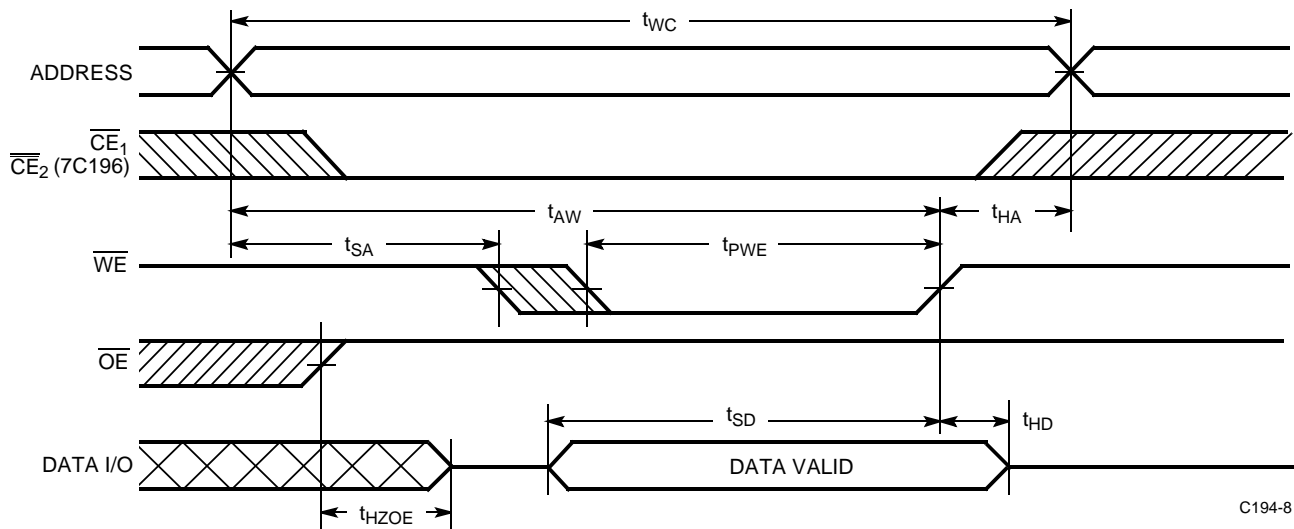 tWC
ADDRESS
CE1
CE2 (7C196)
tAW
tHA
tSA
tPWE
WE
OE
tSD
tHD
DATA I/O
DATA VALID
tHZOE
C194-8